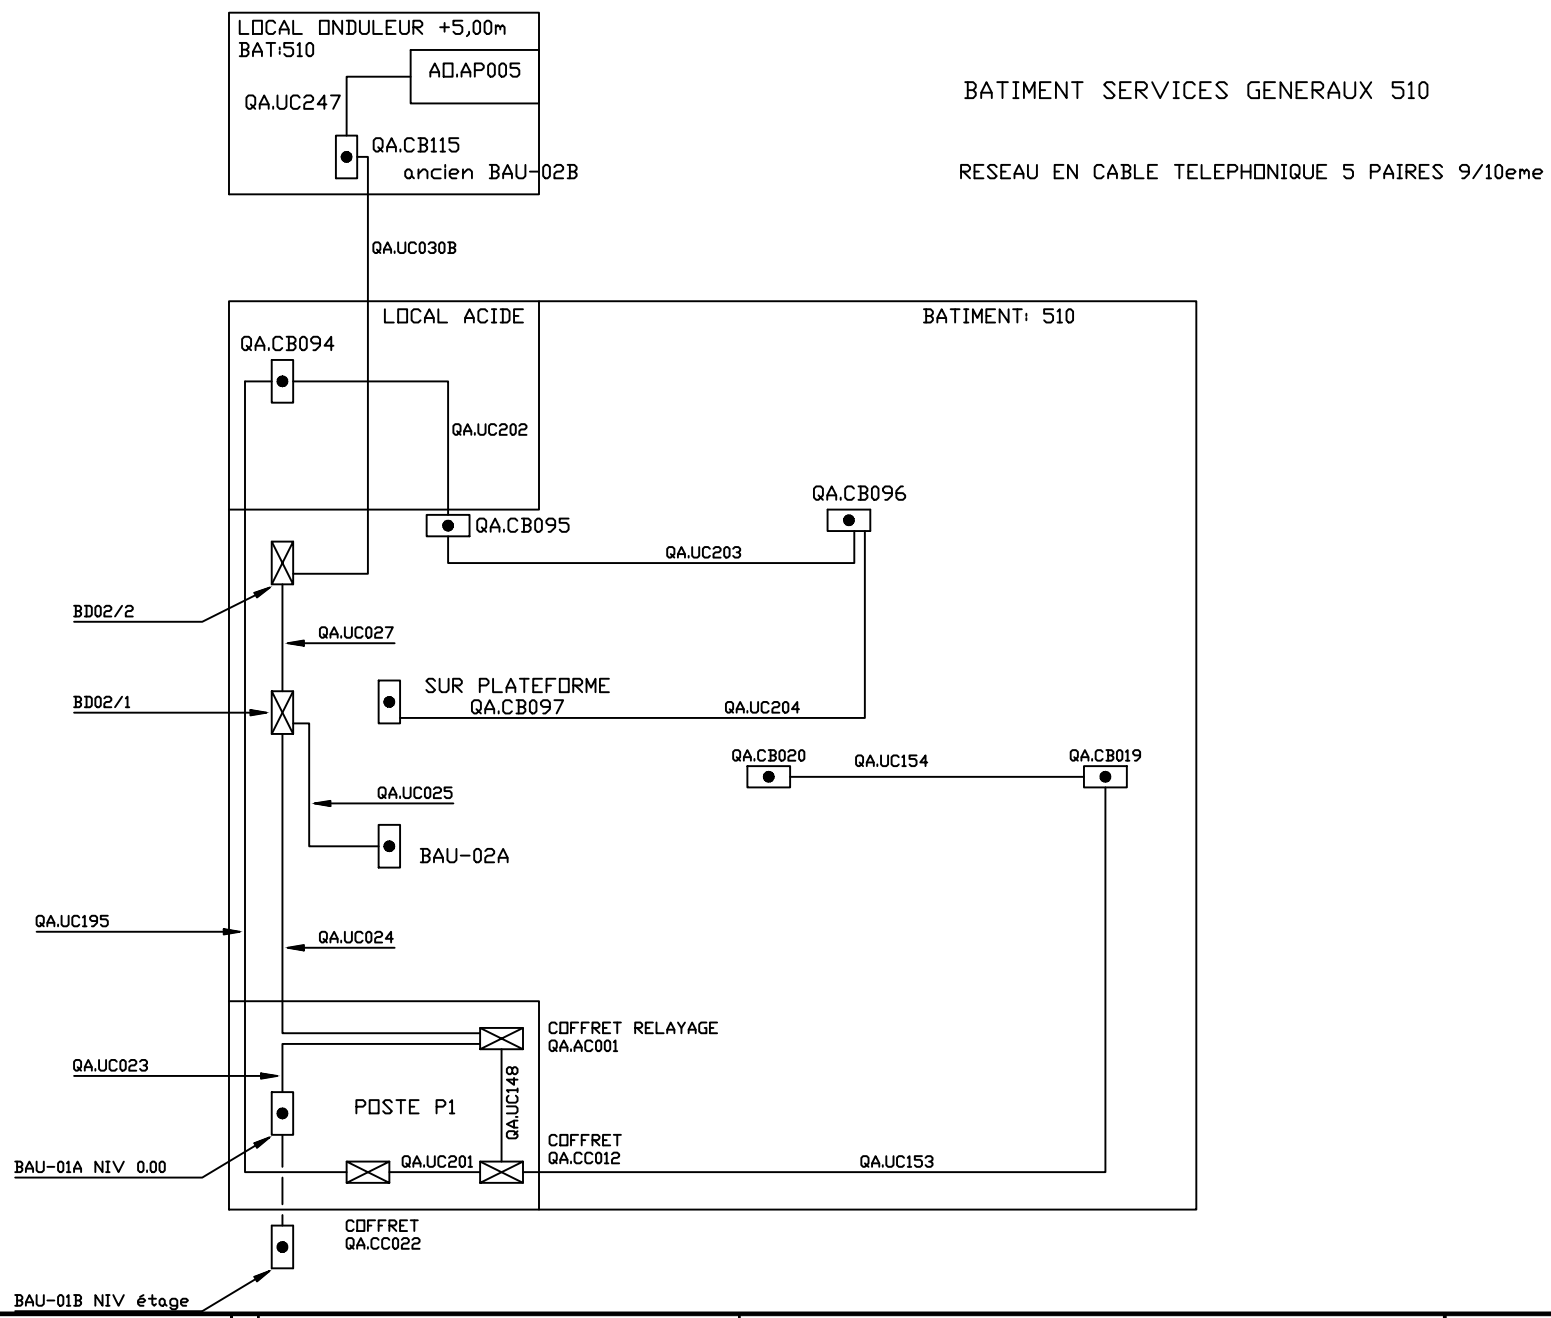 LOCAL ONDULEUR +5,00m
BAT:510
AO.AP005
QA.UC247
QA.CB115
ancien BAU-02B
BATIMENT SERVICES GENERAUX 510
RESEAU EN CABLE TELEPHONIQUE 5 PAIRES 9/10eme
QA.UC030B
LOCAL ACIDE
BATIMENT: 510
QA.CB094
QA.UC202
QA.CB096
QA.CB095
QA.UC203
BD02/2
QA.UC027
SUR PLATEFORME
QA.CB097
BD02/1
QA.UC204
QA.CB020
QA.UC154
QA.CB019
QA.UC025
BAU-02A
QA.UC195
QA.UC024
COFFRET RELAYAGE
QA.AC001
QA.UC023
QA.UC148
POSTE P1
COFFRET
QA.CC012
BAU-01A NIV 0.00
QA.UC201
QA.UC153
COFFRET
QA.CC022
BAU-01B NIV étage